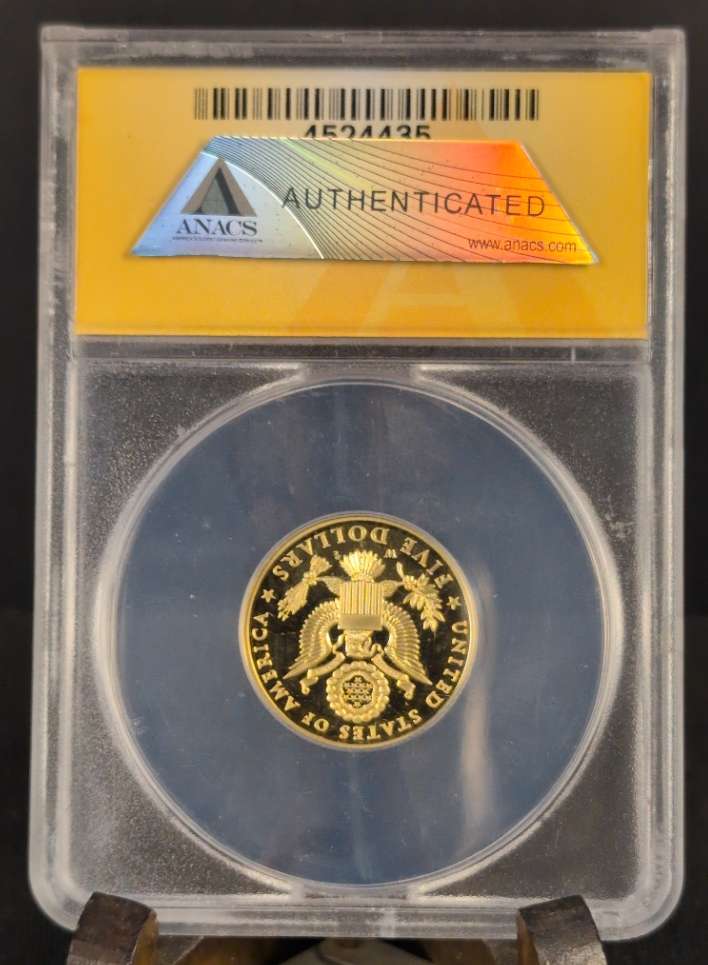 4524435
ANACS
AUTHENTICATED
www.anacs.com
FIVE DOLLARS
W
UNITED STATES OF AMERICA